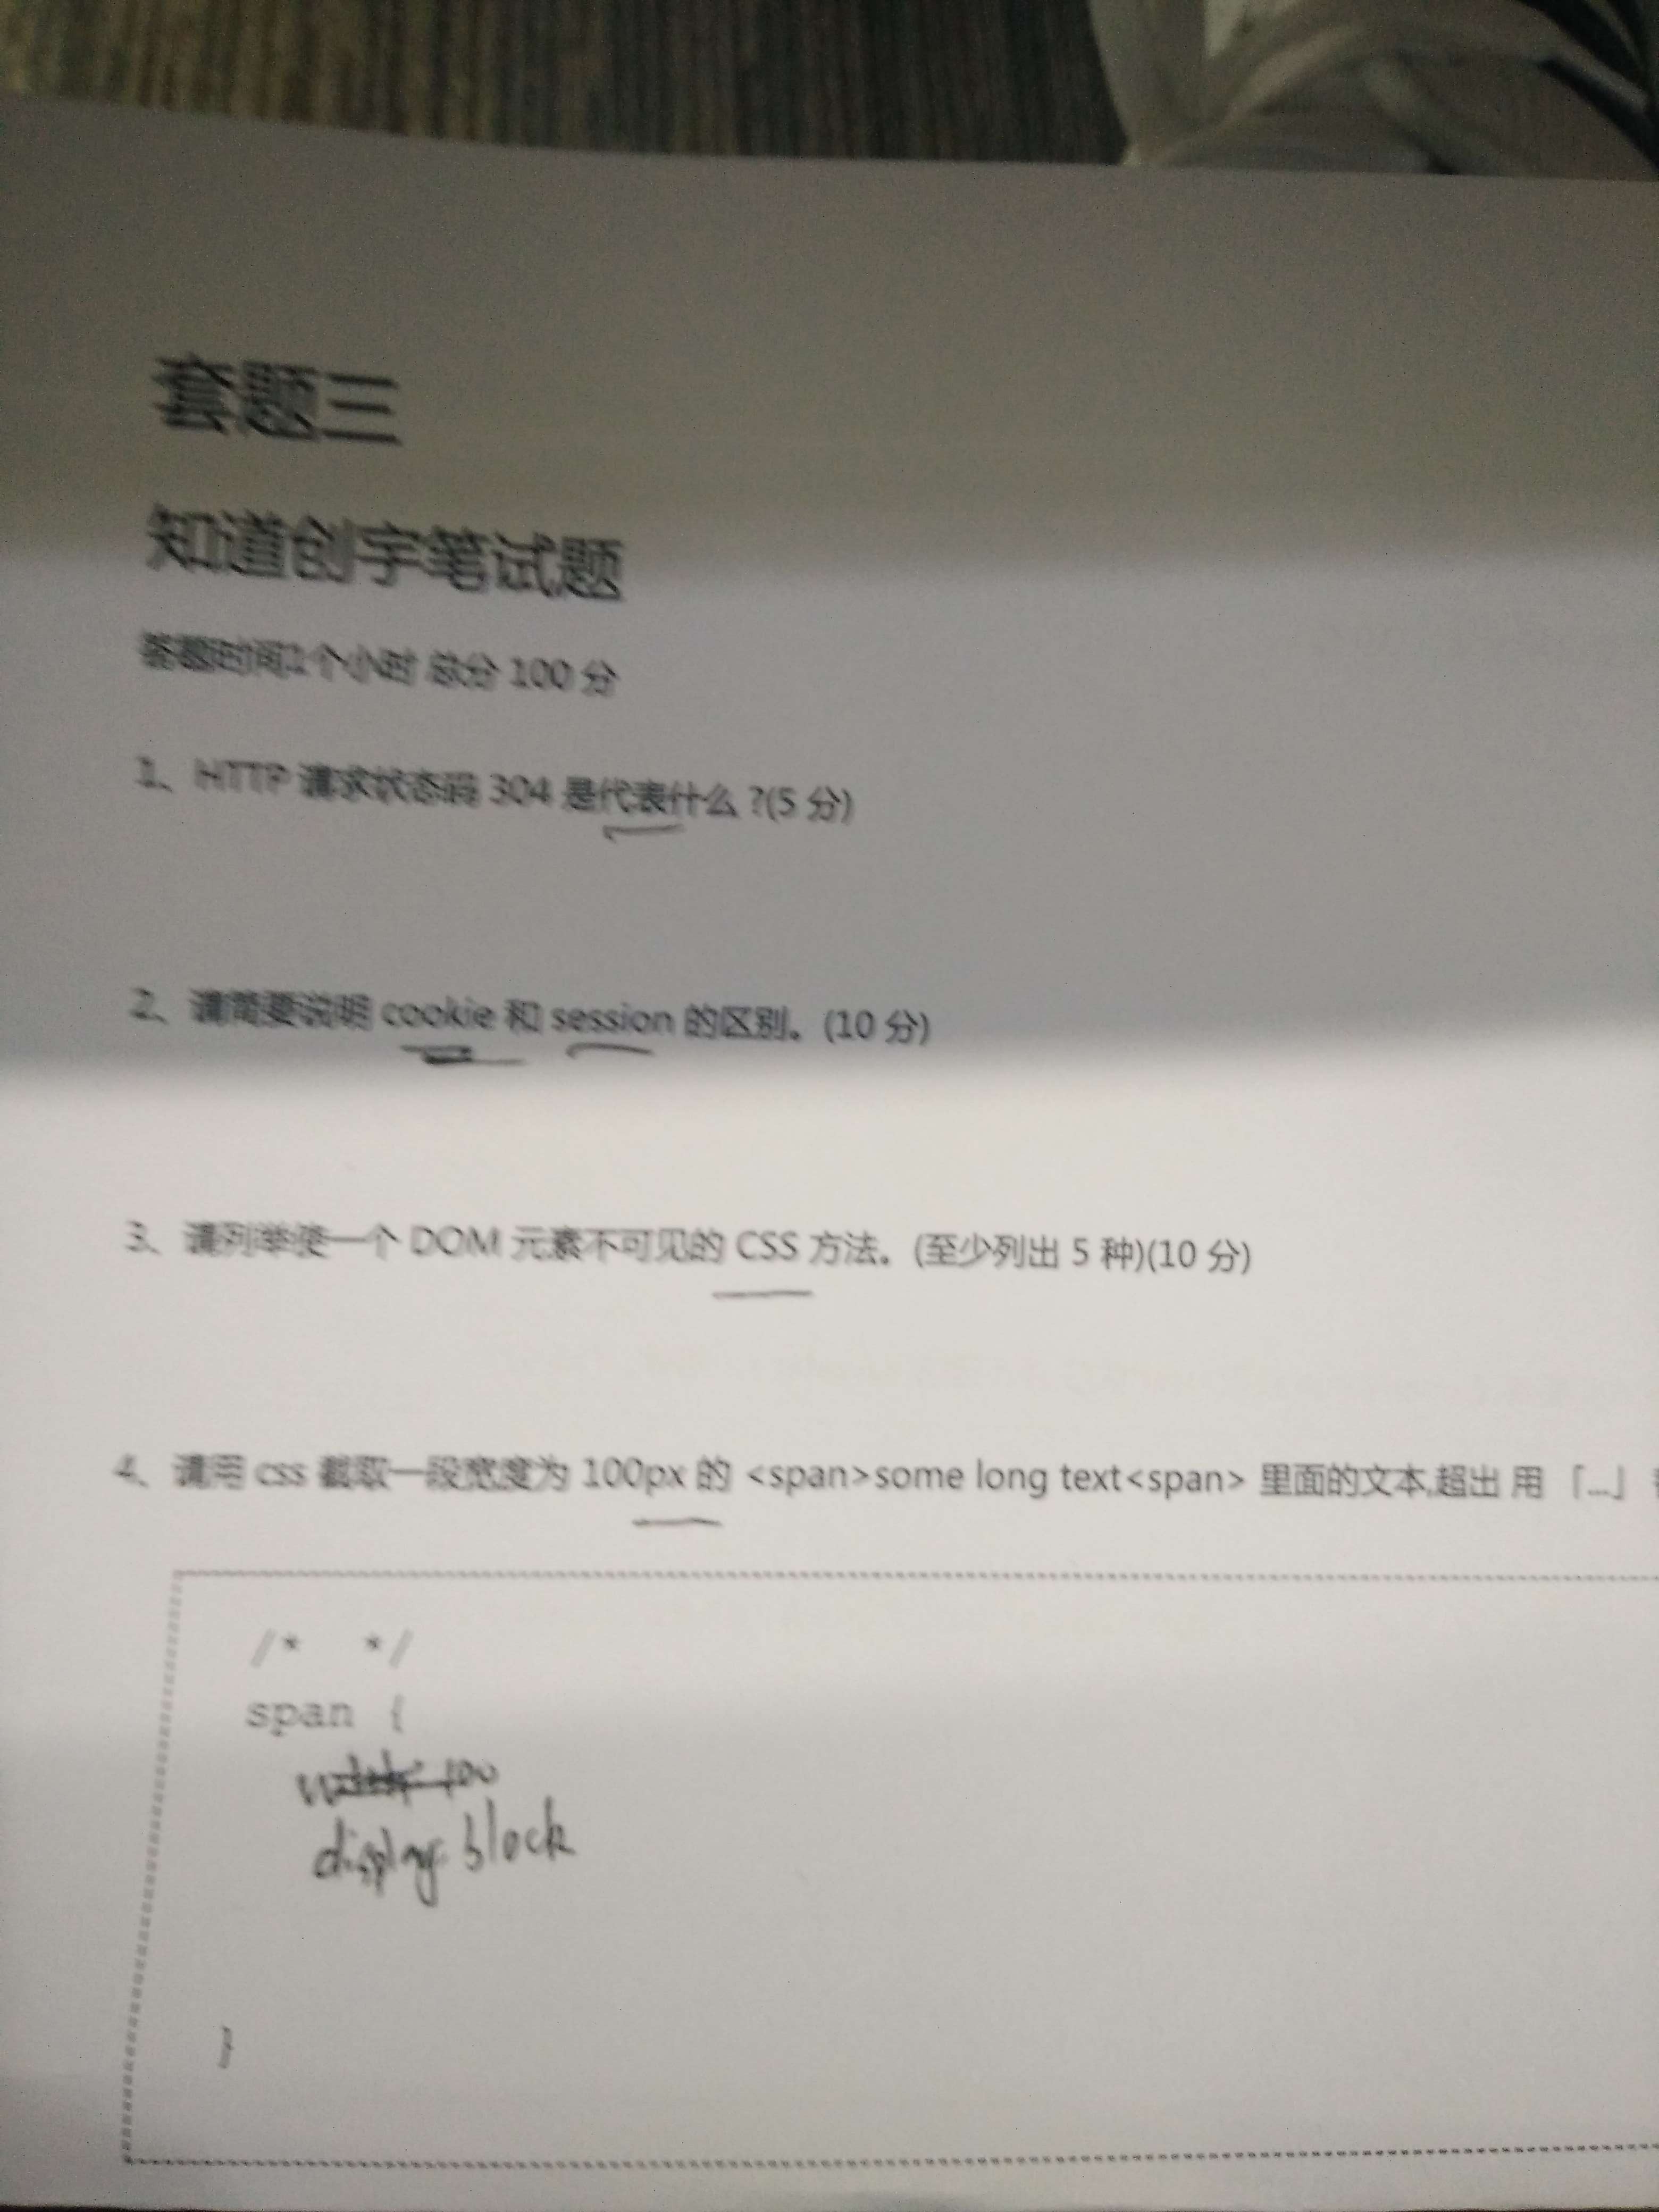 套题三
知道创宇笔试题
答题时间1个小时 总分 100 分
1、HTTP 请求状态码 304 是代表什么 ?(5 分)
2、请简要说明 cookie 和 session 的区别。(10 分)
3、请列举使一个 DOM 元素不可见的 CSS 方法。(至少列出 5 种)(10 分)
4、请用 css 截取一段宽度为 100px 的 <span>some long text<span> 里面的文本,超出 用「...」
/* */
span {
100
display: block
}